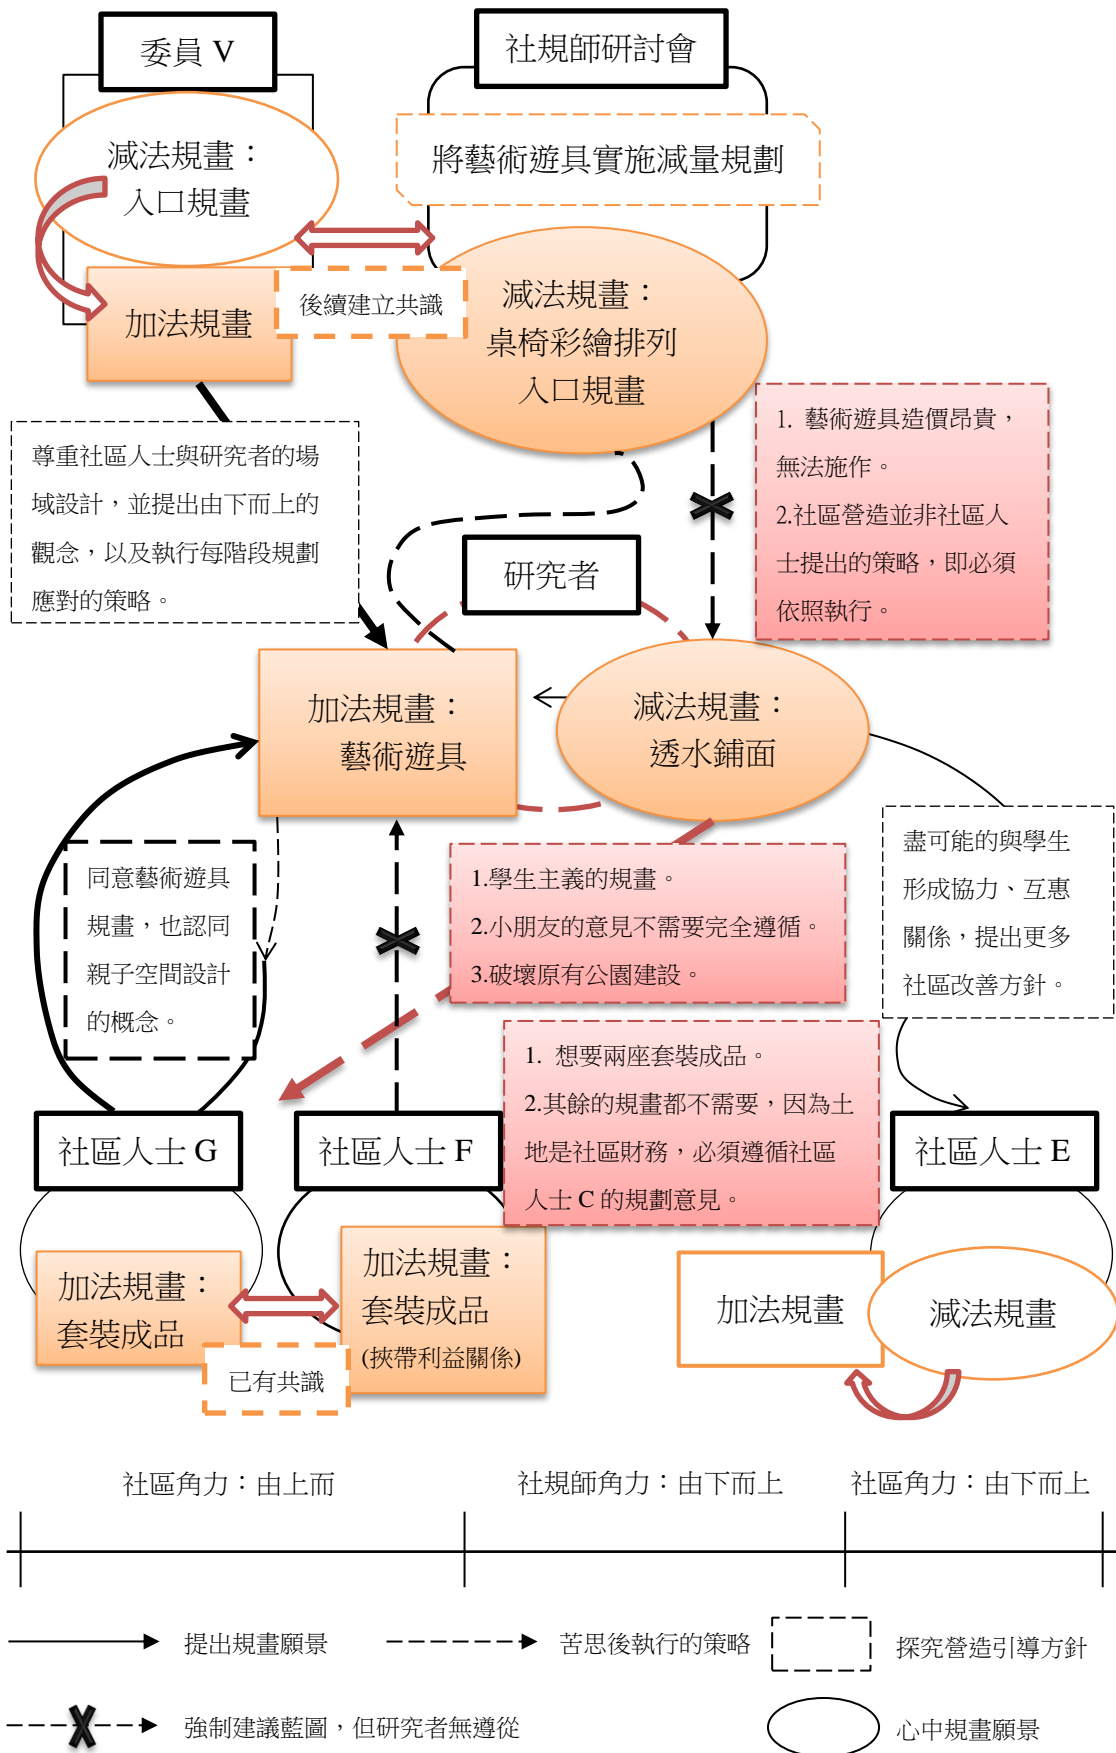 委員 V
社規師研討會
減法規畫：
入口規畫
將藝術遊具實施減量規劃
加法規畫
後續建立共識
減法規畫：
桌椅彩繪排列
入口規畫
尊重社區人士與研究者的場
域設計，並提出由下而上的
觀念，以及執行每階段規劃
應對的策略。
1. 藝術遊具造價昂貴，
無法施作。
2.社區營造並非社區人
士提出的策略，即必須
依照執行。
研究者
加法規畫：
藝術遊具
減法規畫：
透水鋪面
同意藝術遊具
規畫，也認同
親子空間設計
的概念。
1.學生主義的規畫。
2.小朋友的意見不需要完全遵循。
3.破壞原有公園建設。
盡可能的與學生
形成協力、互惠
關係，提出更多
社區改善方針。
1. 想要兩座套裝成品。
2.其餘的規畫都不需要，因為土
地是社區財務，必須遵循社區
人士 C 的規劃意見。
社區人士 G
社區人士 F
社區人士 E
加法規畫：
套裝成品
加法規畫：
套裝成品
(挾帶利益關係)
已有共識
加法規畫
減法規畫
社區角力：由上而
社規師角力：由下而上
社區角力：由下而上
提出規畫願景
苦思後執行的策略
探究營造引導方針
強制建議藍圖，但研究者無遵從
心中規畫願景